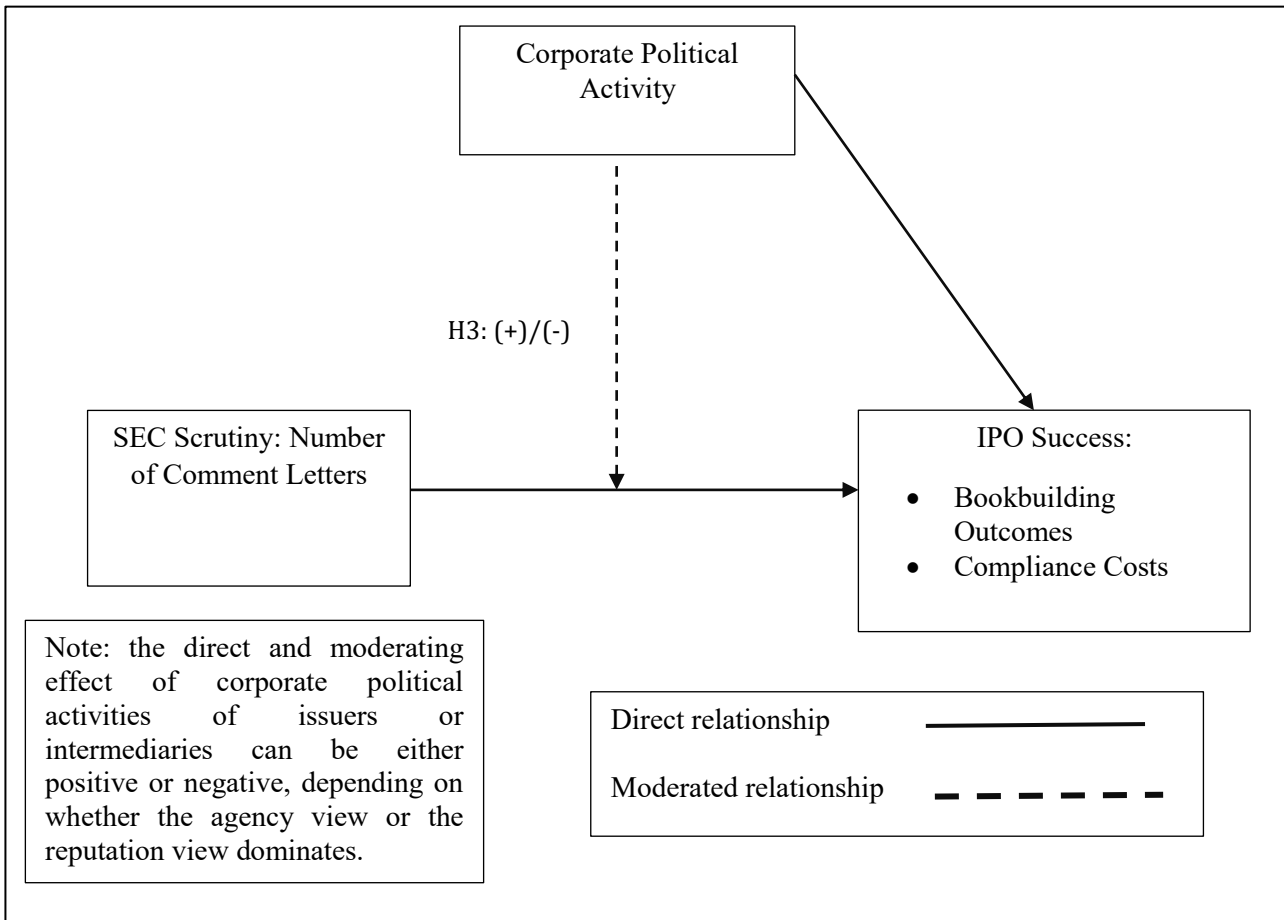 Corporate Political
Activity
H3: (+)/(-)
SEC Scrutiny: Number
of Comment Letters
IPO Success:
• Bookbuilding
Outcomes
• Compliance Costs
Note: the direct and moderating
effect of corporate political
activities of issuers or
intermediaries can be either
positive or negative, depending on
whether the agency view or the
reputation view dominates.
Direct relationship
Moderated relationship